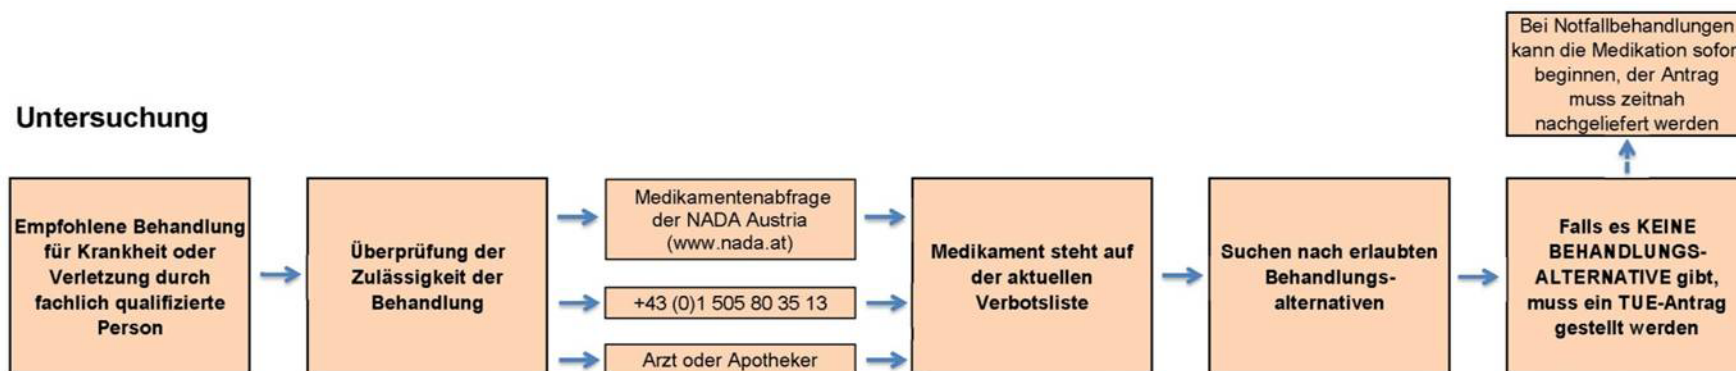 Untersuchung
Bei Notfallbehandlungen
kann die Medikation sofor
beginnen, der Antrag
muss zeitnah
nachgeliefert werden
Empfohlene Behandlung
für Krankheit oder
Verletzung durch
fachlich qualifizierte
Person
Überprüfung der
Zulässigkeit der
Behandlung
Medikamentenabfrage
der NADA Austria
(www.nada.at)
+43 (0)1 505 80 35 13
Arzt oder Apotheker
Medikament steht auf
der aktuellen
Verbotsliste
Suchen nach erlaubten
Behandlungs-
alternativen
Falls es KEINE
BEHANDLUNGS-
ALTERNATIVE gibt,
muss ein TUE-Antrag
gestellt werden